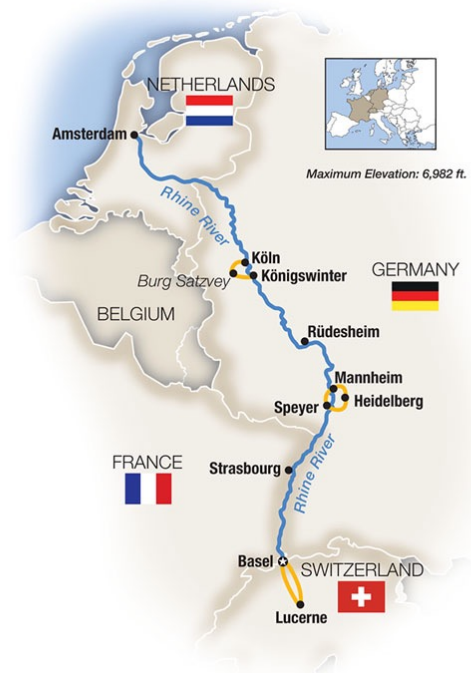 NETHERLANDS
Amsterdam
Maximum Elevation: 6,982 ft.
Rhine River
Köln
Königswinter
Burg Satzvey
GERMANY
BELGIUM
Rüdesheim
Mannheim
Heidelberg
Speyer
FRANCE
Strasbourg
Rhine River
Basel
SWITZERLAND
Lucerne